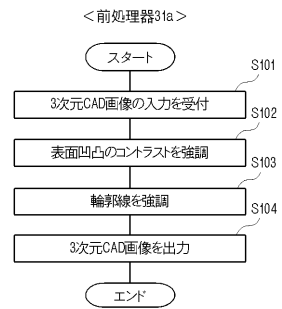 ＜前処理器31a＞
スタート
S101
3次元CAD画像の入力を受付
S102
表面凹凸のコントラストを強調
S103
輪郭線を強調
S104
3次元CAD画像を出力
エンド